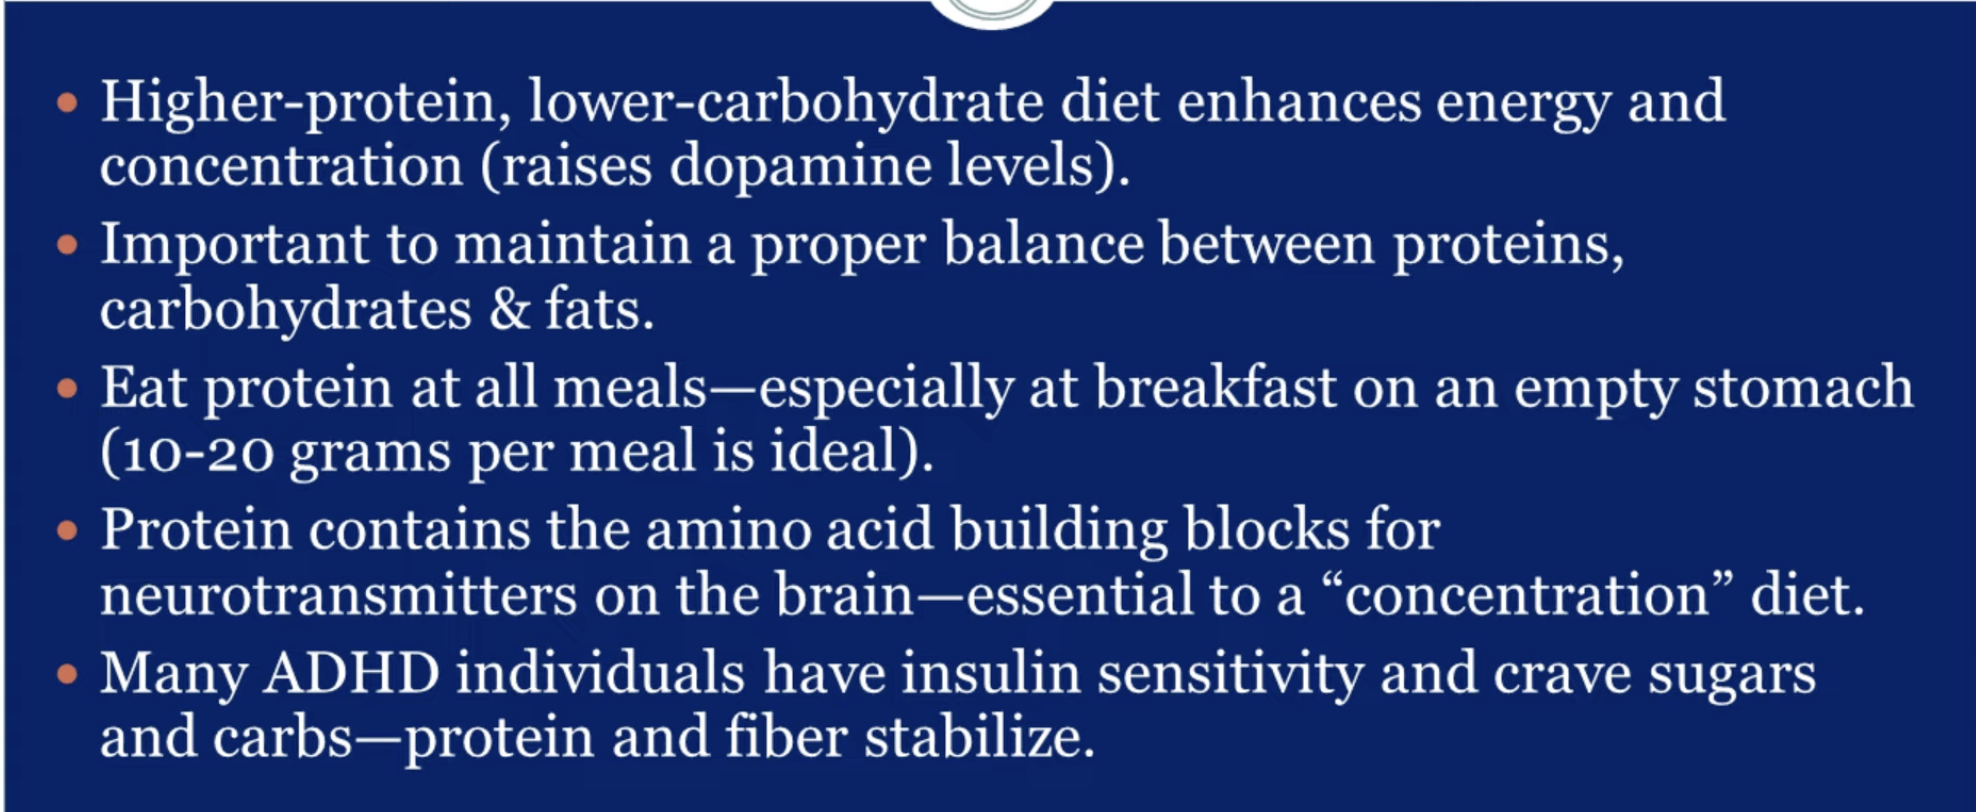 • Higher-protein, lower-carbohydrate diet enhances energy and
concentration (raises dopamine levels).
• Important to maintain a proper balance between proteins,
carbohydrates & fats.
• Eat protein at all meals—especially at breakfast on an empty stomach
(10-20 grams per meal is ideal).
• Protein contains the amino acid building blocks for
neurotransmitters on the brain—essential to a “concentration” diet.
• Many ADHD individuals have insulin sensitivity and crave sugars
and carbs—protein and fiber stabilize.